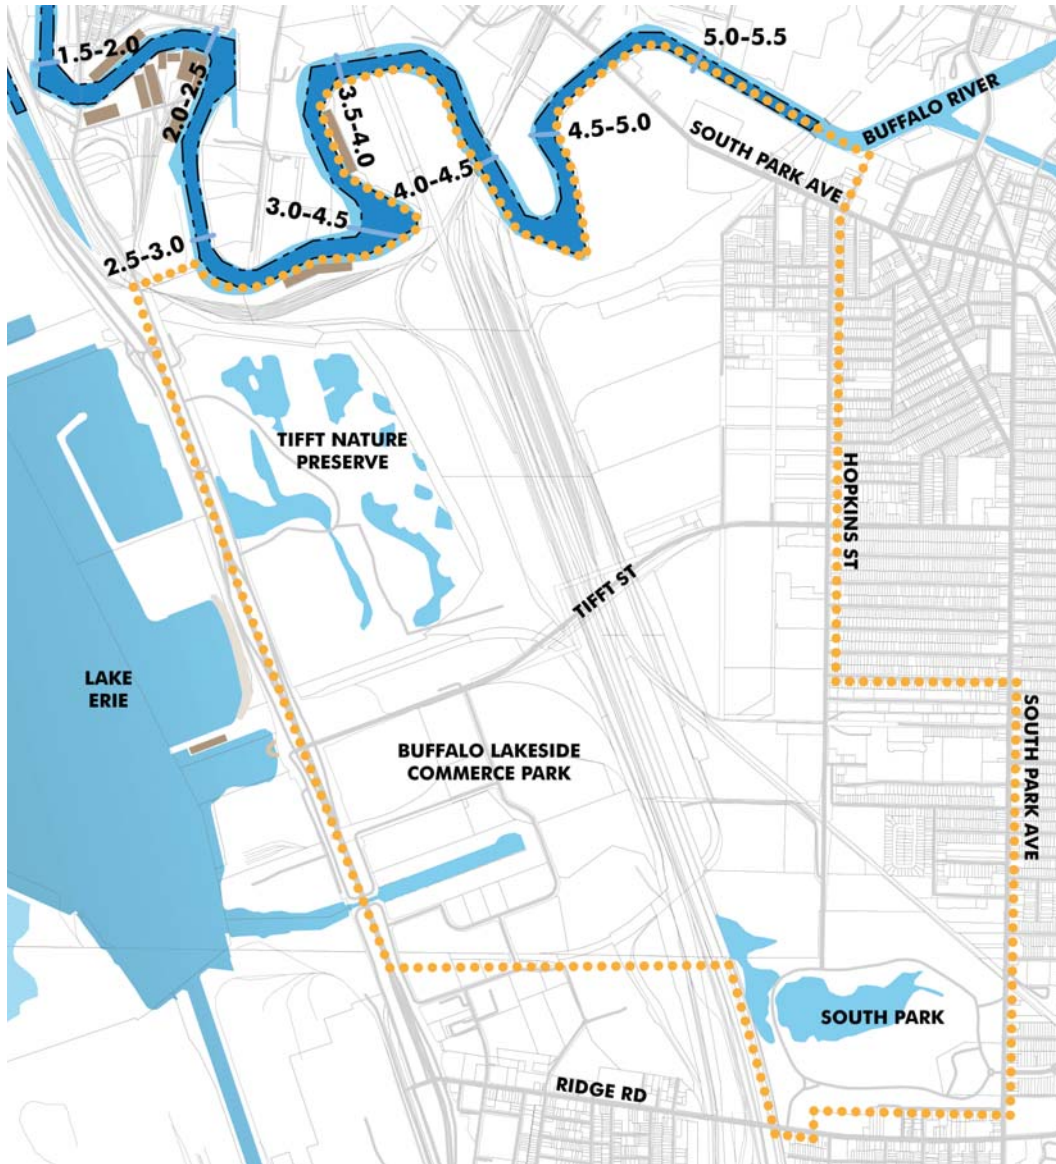 1.5-2.0
2.0-2.5
3.5-4.0
5.0-5.5
BUFFALO RIVER
4.5-5.0
SOUTH PARK AVE
4.0-4.5
3.0-4.5
2.5-3.0
TIFFT NATURE
PRESERVE
HOPKINS ST
TIFFT ST
LAKE
ERIE
SOUTH PARK AVE
BUFFALO LAKESIDE
COMMERCE PARK
SOUTH PARK
RIDGE RD